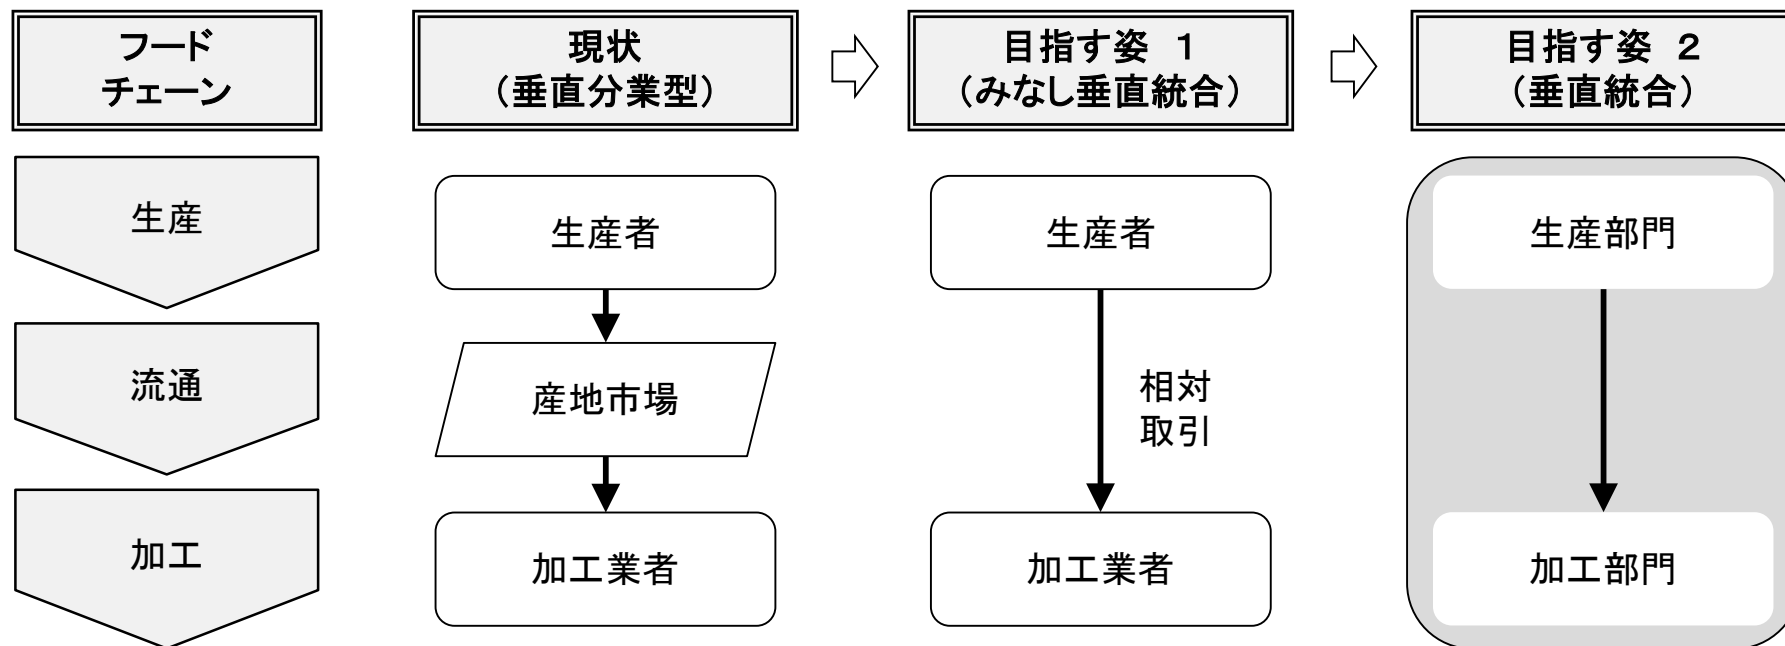 フード
チェーン
現状
（垂直分業型）
目指す姿 １
（みなし垂直統合）
目指す姿 ２
（垂直統合）
生産
生産者
生産者
生産部門
流通
産地市場
相対
取引
加工
加工業者
加工業者
加工部門